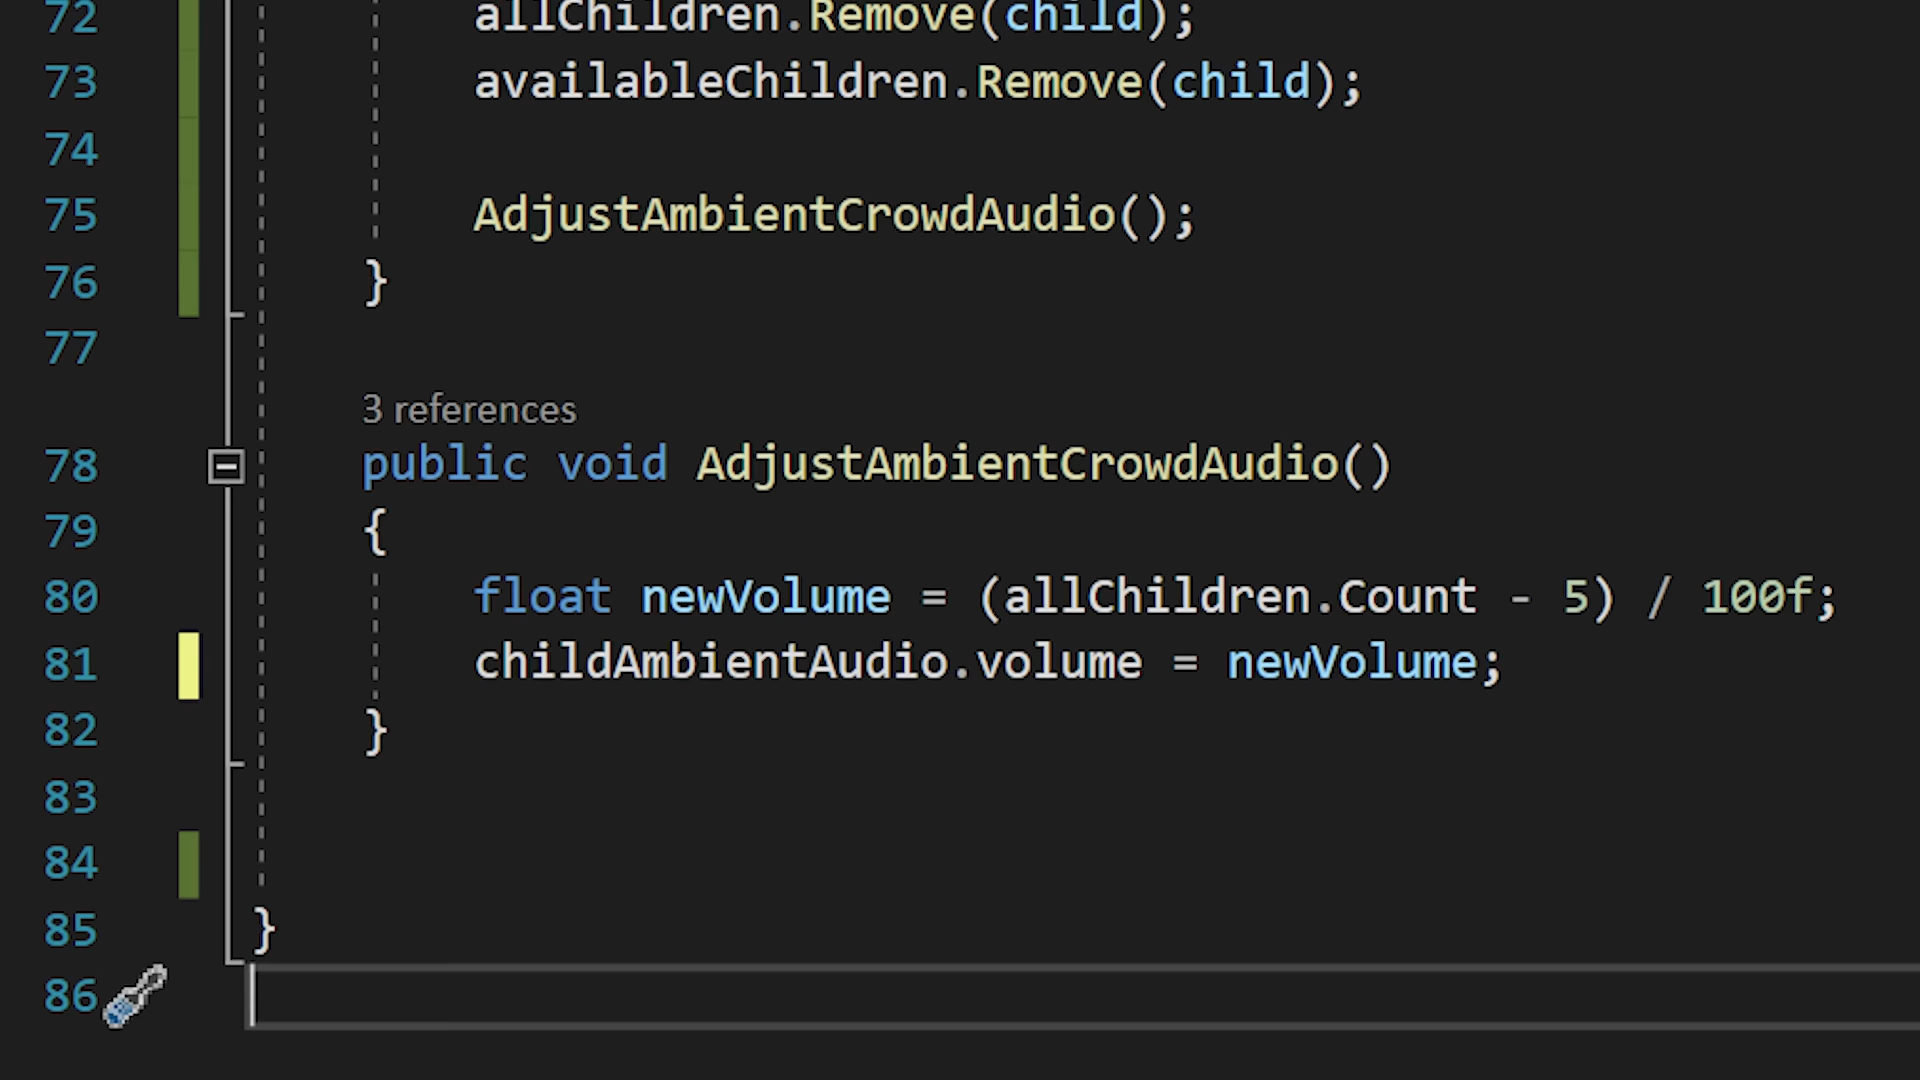 72 allChildren.Remove(child);
73 availableChildren.Remove(child);
74
75 AdjustAmbientCrowdAudio();
76 }
77
3 references
78 public void AdjustAmbientCrowdAudio()
79 {
80 float newVolume = (allChildren.Count - 5) / 100f;
81 childAmbientAudio.volume = newVolume;
82 }
83
84
85 }
86